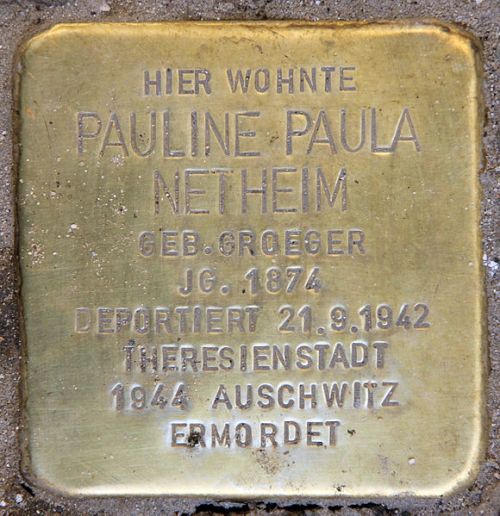 HIER WOHNTE
PAULINE PAULA
NETHEIM
GEB. GROEGER
JG. 1874
DEPORTIERT 21.9.1942
THERESIENSTADT
1944 AUSCHWITZ
ERMORDET